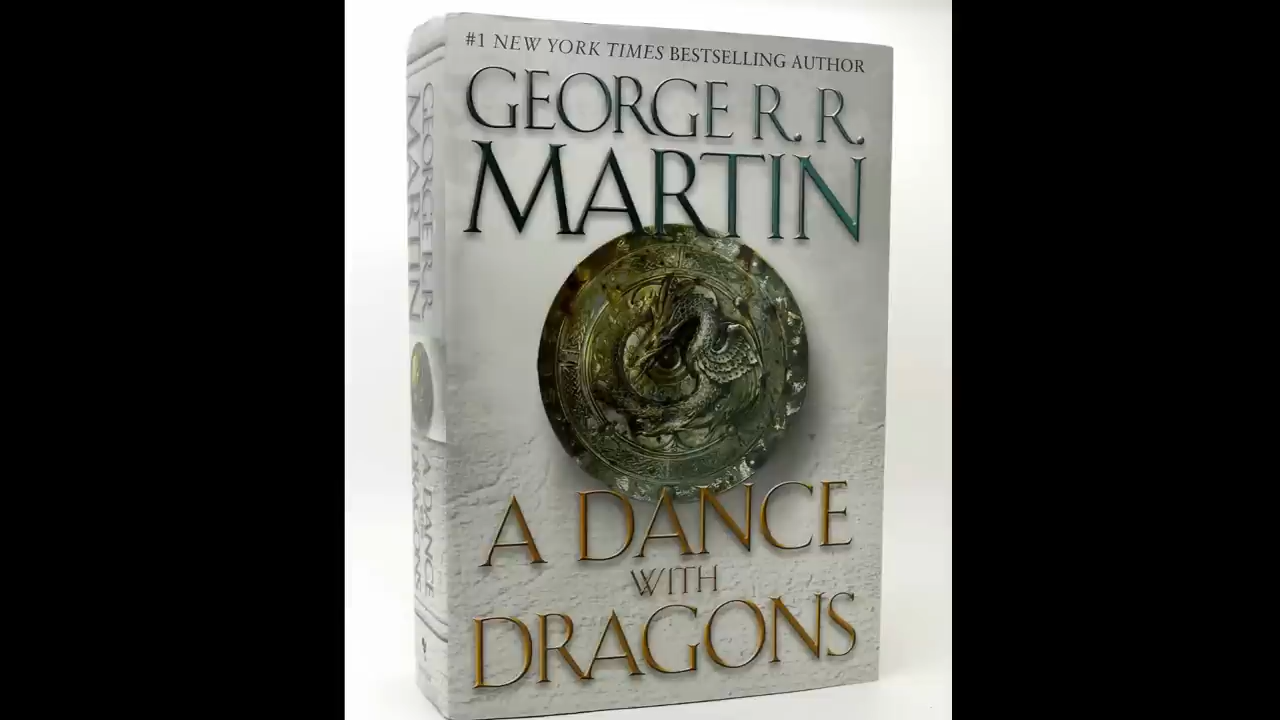 #1 NEW YORK TIMES BESTSELLING AUTHOR
GEORGE R. R.
MARTIN
A DANCE
WITH
DRAGONS
GEORGE R. R.
MARTIN
A DANCE
WITH
DRAGONS